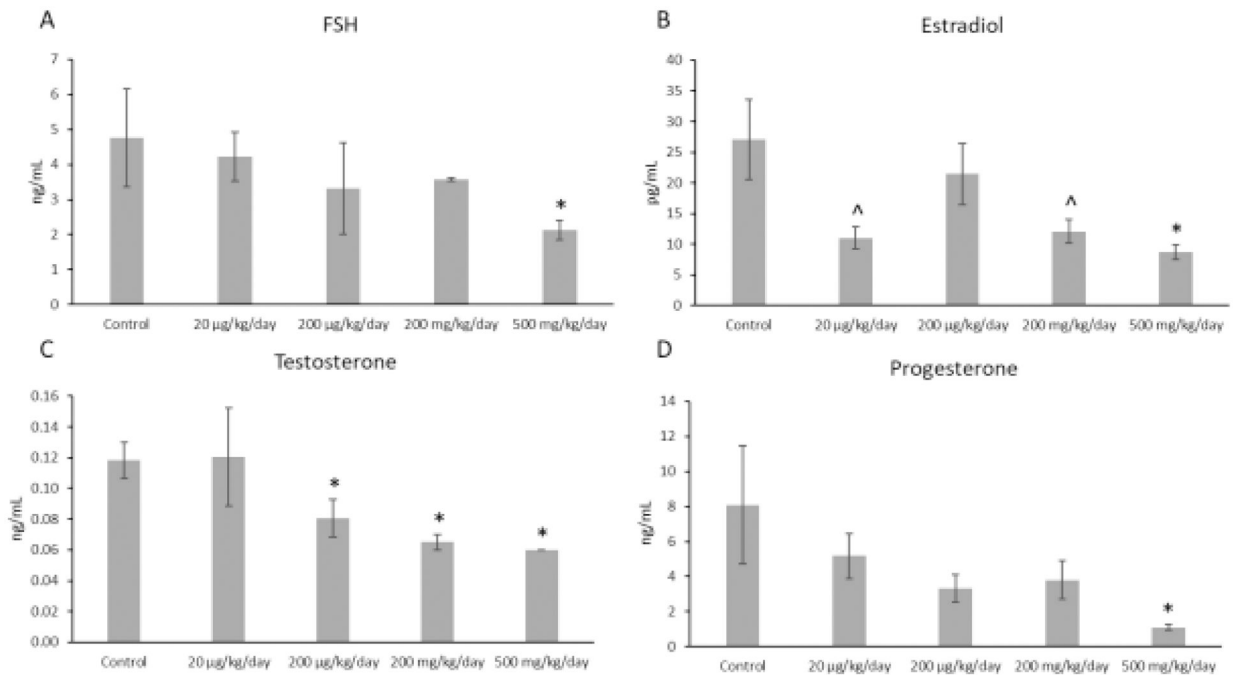 A
FSH
7
6
5
4
3
2
1
0
ng/mL
*
Control 20 µg/kg/day 200 µg/kg/day 200 mg/kg/day 500 mg/kg/day
B
Estradiol
40
35
30
25
20
15
10
5
0
pg/mL
^ ^ *
Control 20 µg/kg/day 200 µg/kg/day 200 mg/kg/day 500 mg/kg/day
C
Testosterone
0.16
0.14
0.12
0.10
0.08
0.06
0.04
0.02
0.00
ng/mL
* * *
Control 20 µg/kg/day 200 µg/kg/day 200 mg/kg/day 500 mg/kg/day
D
Progesterone
14
12
10
8
6
4
2
0
ng/mL
*
Control 20 µg/kg/day 200 µg/kg/day 200 mg/kg/day 500 mg/kg/day